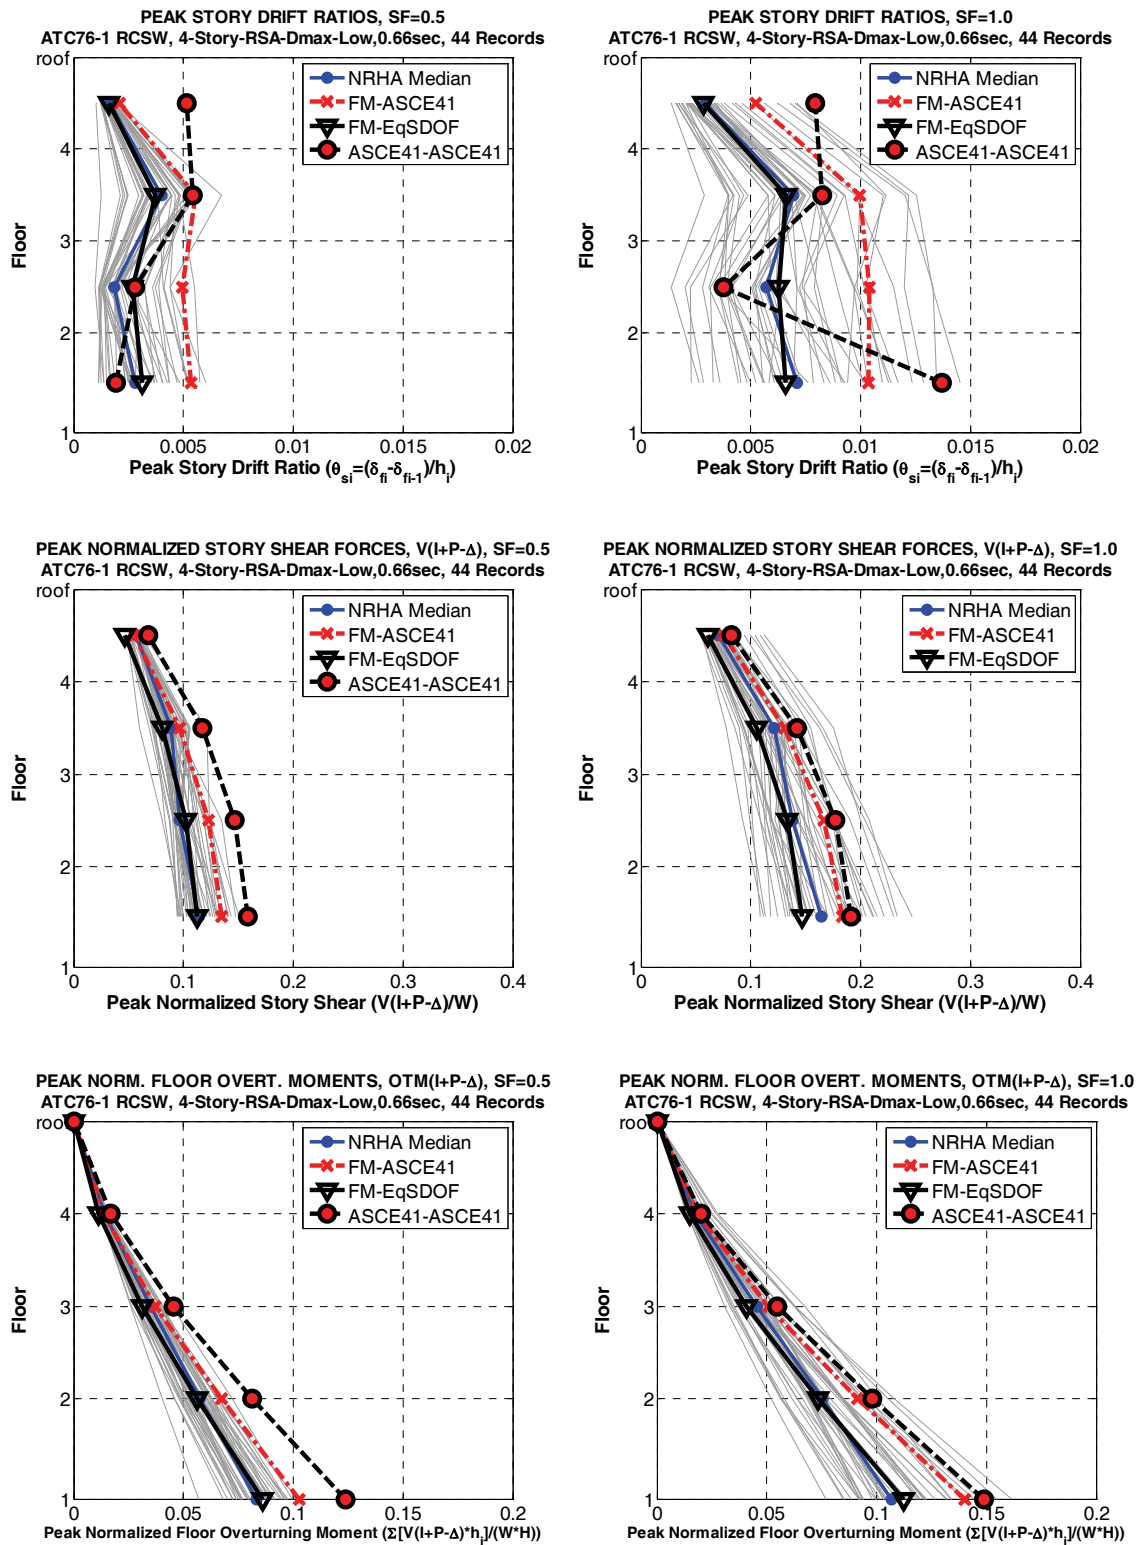 PEAK STORY DRIFT RATIOS, SF=0.5
ATC76-1 RCSW, 4-Story-RSA-Dmax-Low,0.66sec, 44 Records
roof
4
3
2
1
Floor
NRHA Median
FM-ASCE41
FM-EqSDOF
ASCE41-ASCE41
0 0.005 0.01 0.015 0.02
Peak Story Drift Ratio (θsi=(δfi-δfi-1)/hi)
PEAK STORY DRIFT RATIOS, SF=1.0
ATC76-1 RCSW, 4-Story-RSA-Dmax-Low,0.66sec, 44 Records
roof
4
3
2
1
Floor
NRHA Median
FM-ASCE41
FM-EqSDOF
ASCE41-ASCE41
0 0.005 0.01 0.015 0.02
Peak Story Drift Ratio (θsi=(δfi-δfi-1)/hi)
PEAK NORMALIZED STORY SHEAR FORCES, V(I+P-Δ), SF=0.5
ATC76-1 RCSW, 4-Story-RSA-Dmax-Low,0.66sec, 44 Records
roof
4
3
2
1
Floor
NRHA Median
FM-ASCE41
FM-EqSDOF
ASCE41-ASCE41
0 0.1 0.2 0.3 0.4
Peak Normalized Story Shear (V(I+P-Δ)/W)
PEAK NORMALIZED STORY SHEAR FORCES, V(I+P-Δ), SF=1.0
ATC76-1 RCSW, 4-Story-RSA-Dmax-Low,0.66sec, 44 Records
roof
4
3
2
1
Floor
NRHA Median
FM-ASCE41
FM-EqSDOF
0 0.1 0.2 0.3 0.4
Peak Normalized Story Shear (V(I+P-Δ)/W)
PEAK NORM. FLOOR OVERT. MOMENTS, OTM(I+P-Δ), SF=0.5
ATC76-1 RCSW, 4-Story-RSA-Dmax-Low,0.66sec, 44 Records
roof
4
3
2
1
Floor
NRHA Median
FM-ASCE41
FM-EqSDOF
ASCE41-ASCE41
0 0.05 0.1 0.15 0.2
Peak Normalized Floor Overturning Moment (Σ[V(I+P-Δ)*hi]/(W*H))
PEAK NORM. FLOOR OVERT. MOMENTS, OTM(I+P-Δ), SF=1.0
ATC76-1 RCSW, 4-Story-RSA-Dmax-Low,0.66sec, 44 Records
roof
4
3
2
1
Floor
NRHA Median
FM-ASCE41
FM-EqSDOF
ASCE41-ASCE41
0 0.05 0.1 0.15 0.2
Peak Normalized Floor Overturning Moment (Σ[V(I+P-Δ)*hi]/(W*H))